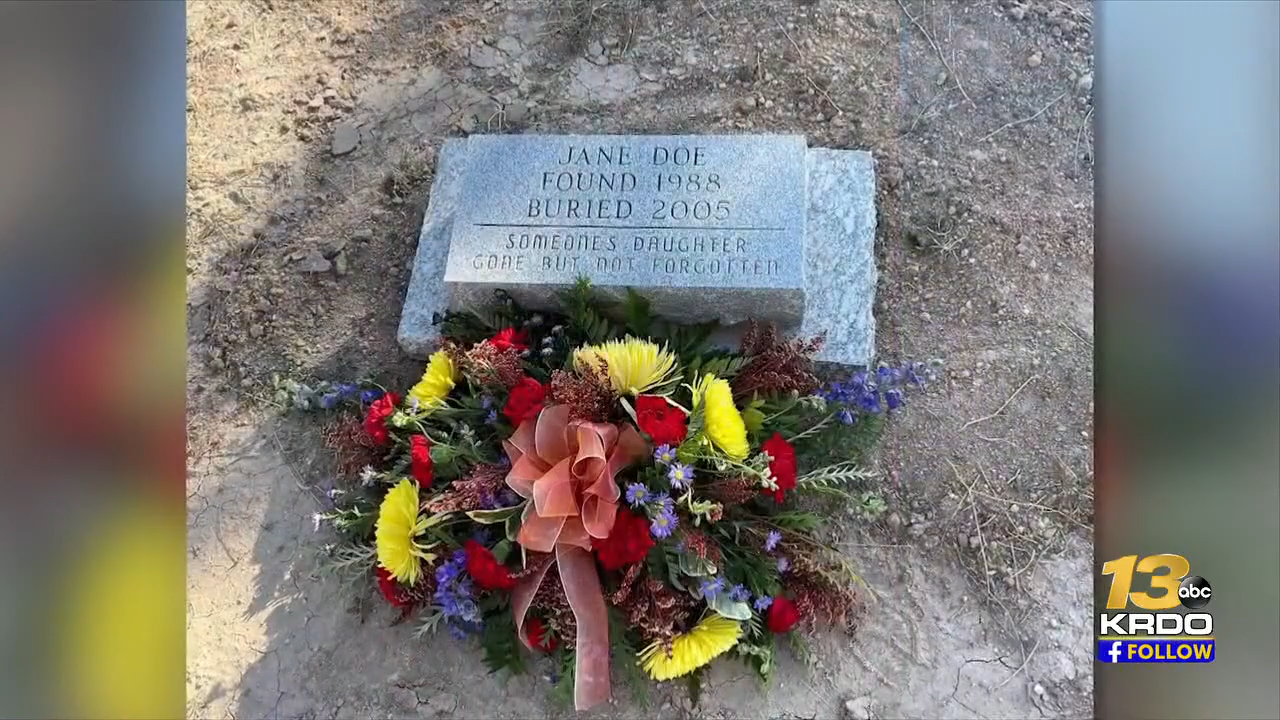 JANE DOE
FOUND 1988
BURIED 2005
SOMEONES DAUGHTER
GONE BUT NOT FORGOTTEN
13 abc
KRDO
f FOLLOW